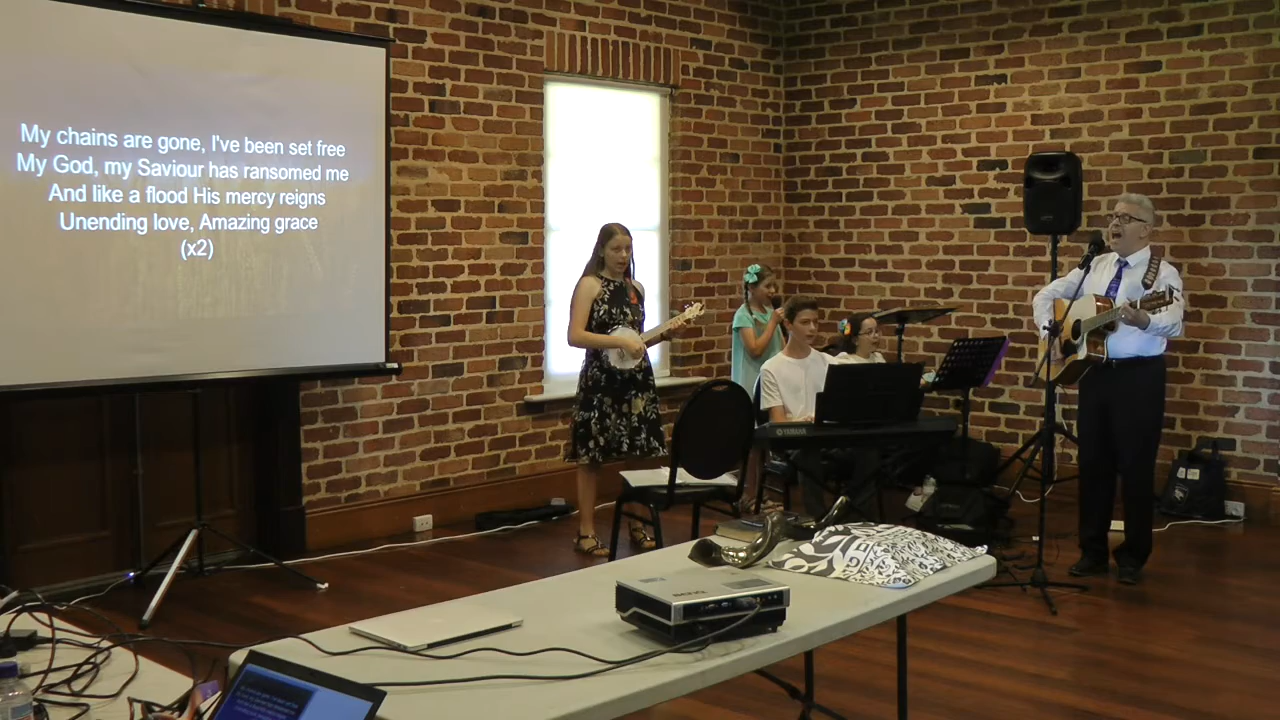 My chains are gone, I've been set free
My God, my Saviour has ransomed me
And like a flood His mercy reigns
Unending love, Amazing grace
(x2)
YAMAHA
BenQ